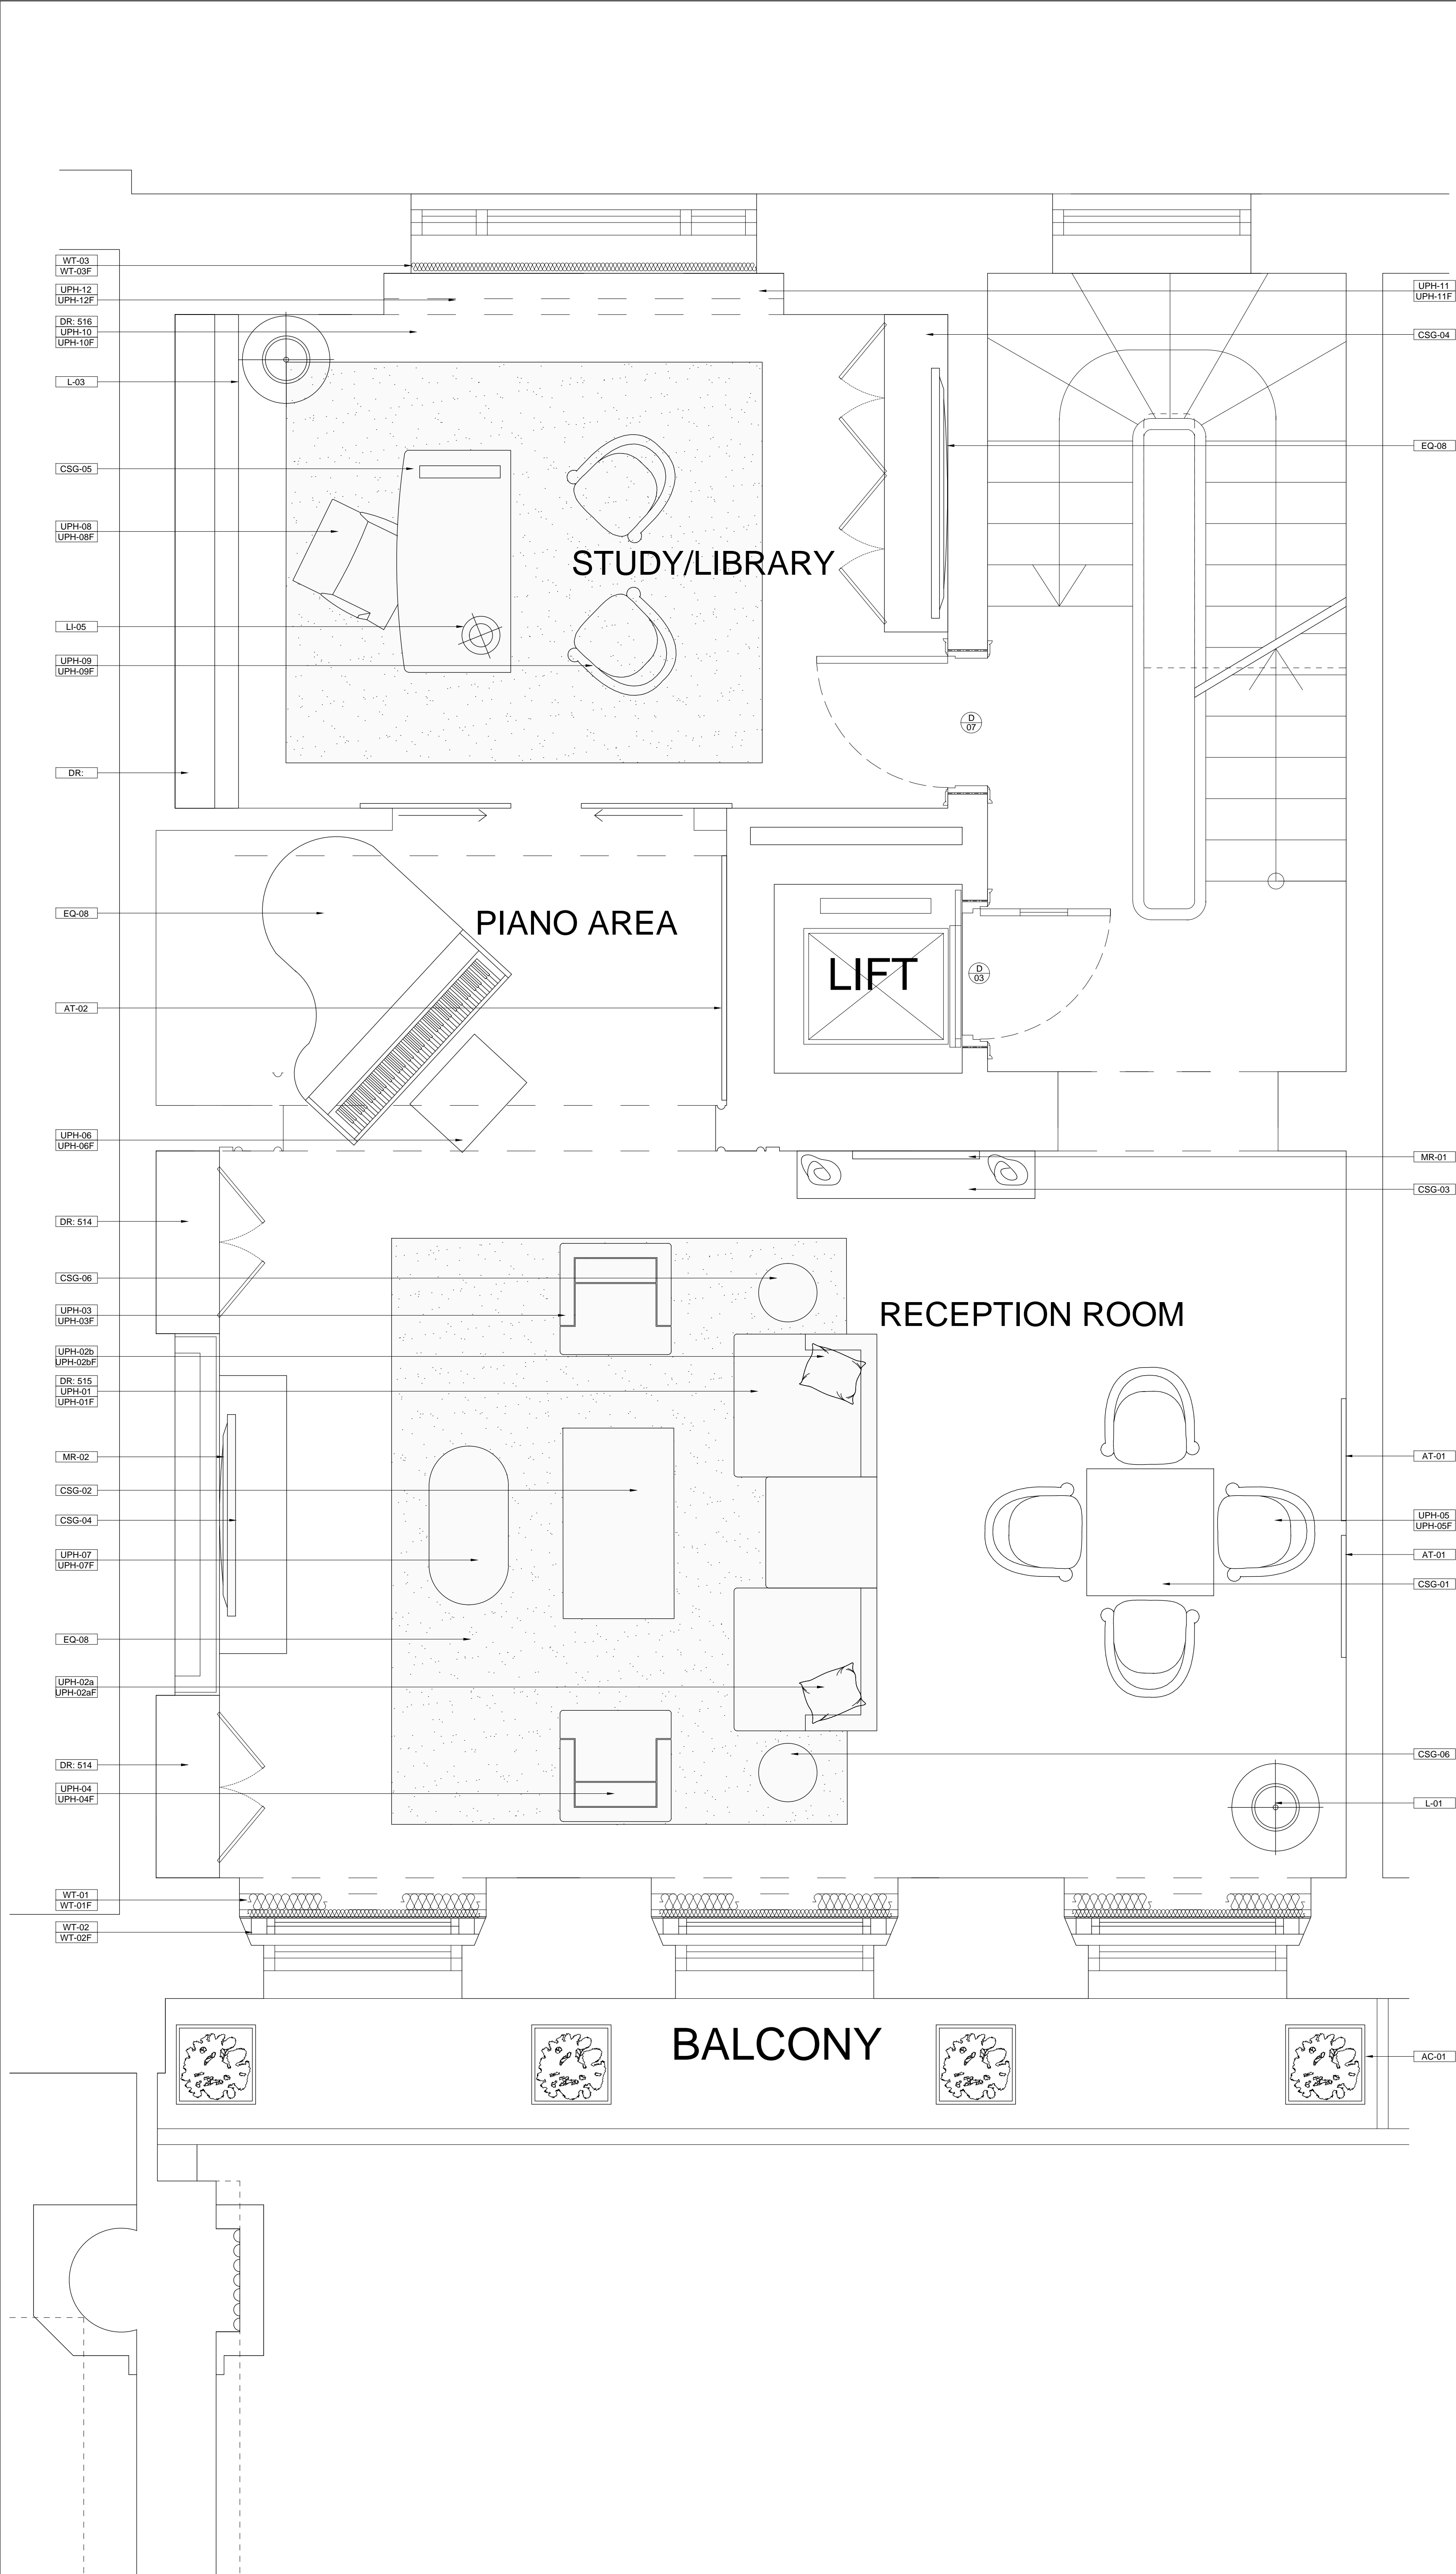 WT-03
WT-03F
UPH-12
UPH-12F
DR: 516
UPH-10
UPH-10F
L-03
CSG-05
UPH-08
UPH-08F
LI-05
UPH-09
UPH-09F
DR:
EQ-08
AT-02
UPH-06
UPH-06F
DR: 514
CSG-06
UPH-03
UPH-03F
UPH-02b
UPH-02bF
DR: 515
UPH-01
UPH-01F
MR-02
CSG-02
CSG-04
UPH-07
UPH-07F
EQ-08
UPH-02a
UPH-02aF
DR: 514
UPH-04
UPH-04F
WT-01
WT-01F
WT-02
WT-02F
STUDY/LIBRARY
D
07
PIANO AREA
LIFT
D
03
RECEPTION ROOM
BALCONY
UPH-11
UPH-11F
CSG-04
EQ-08
MR-01
CSG-03
AT-01
UPH-05
UPH-05F
AT-01
CSG-01
CSG-06
L-01
AC-01